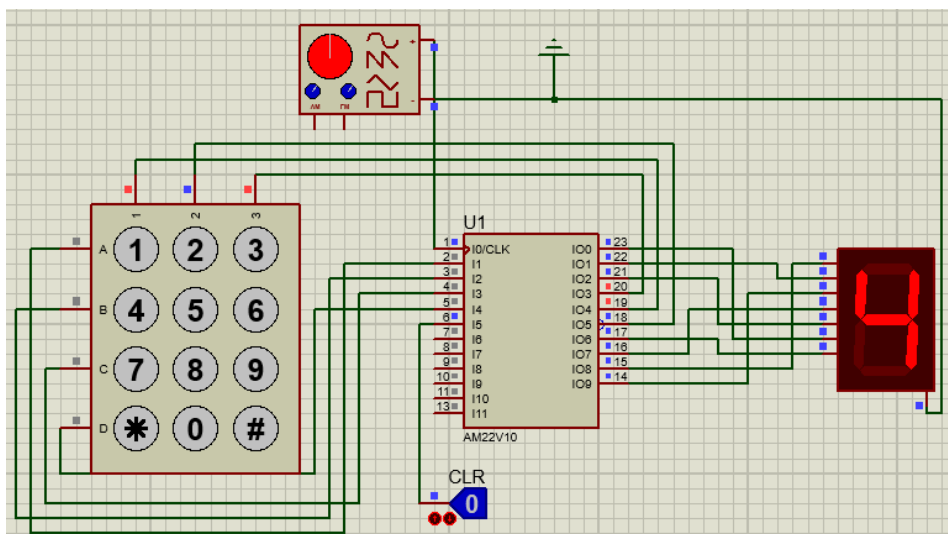 AM FM
1 2 3
A 1 2 3
B 4 5 6
C 7 8 9
D * 0 #
U1
1 I0/CLK IO0 23
2 I1 IO1 22
3 I2 IO2 21
4 I3 IO3 20
5 I4 IO4 19
6 I5 IO5 18
7 I6 IO6 17
8 I7 IO7 16
9 I8 IO8 15
10 I9 IO9 14
11 I10
13 I11
AM22V10
CLR
0
4